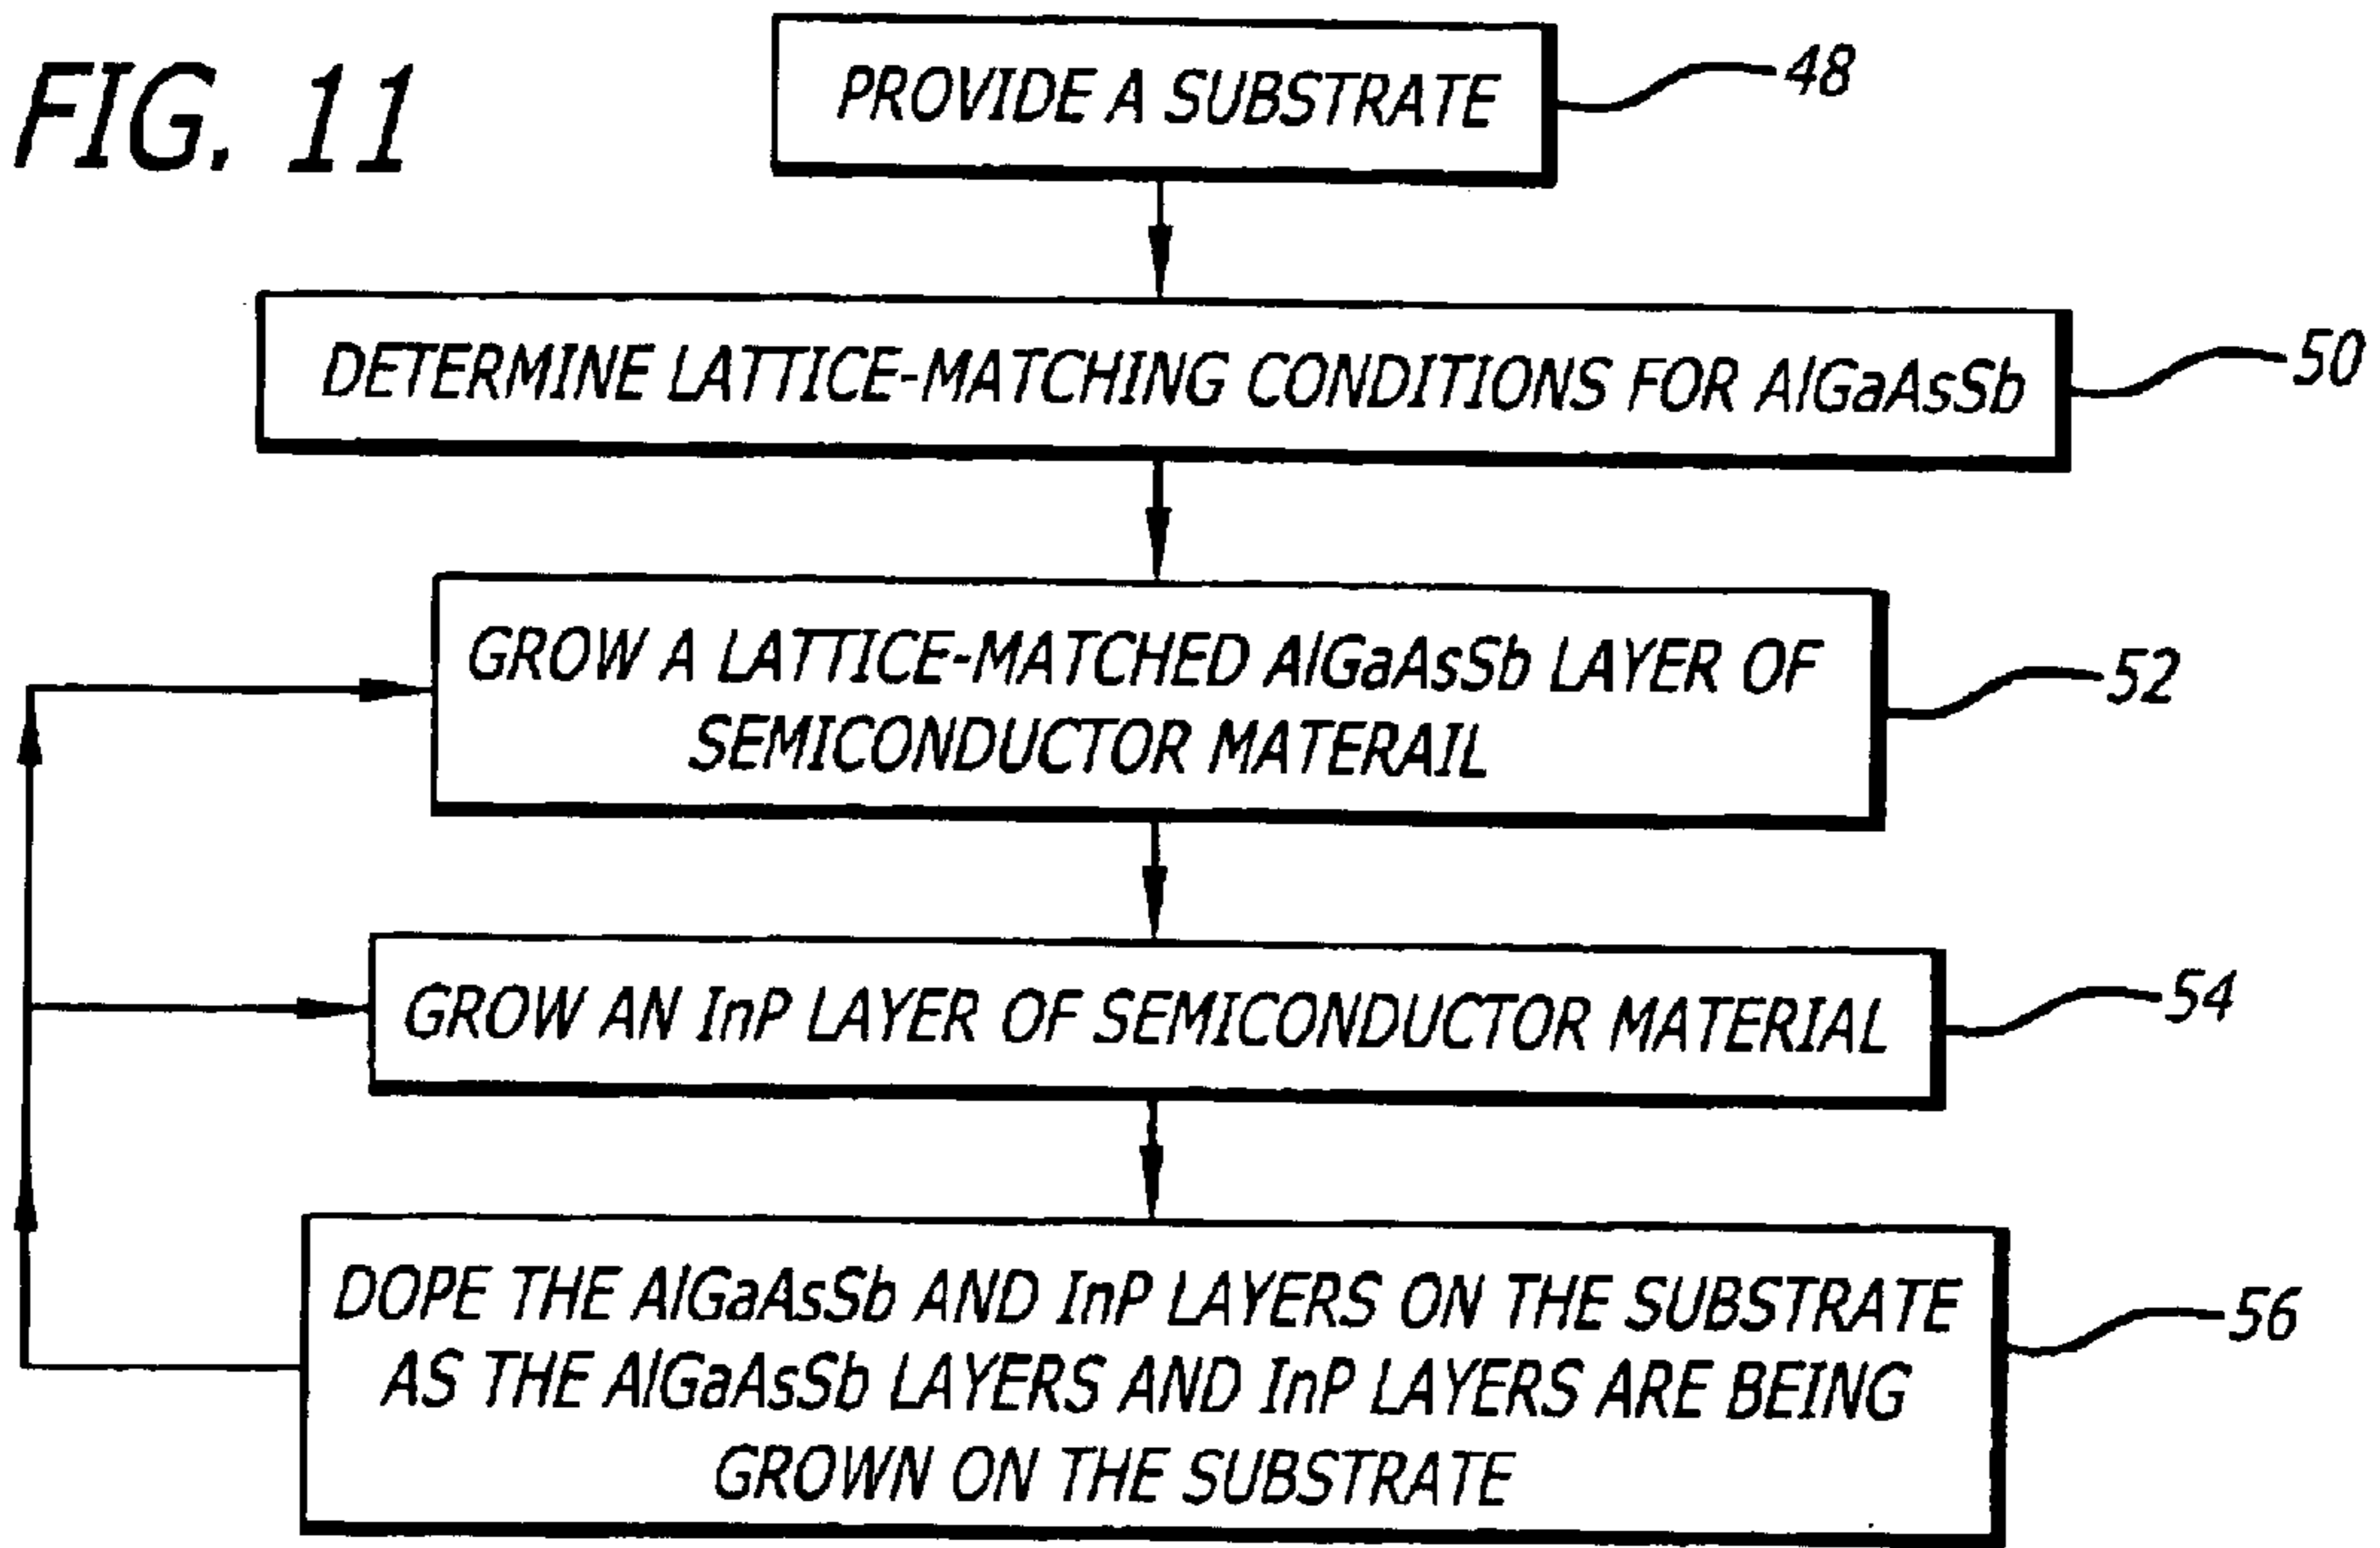 FIG. 11
PROVIDE A SUBSTRATE
48
DETERMINE LATTICE-MATCHING CONDITIONS FOR AlGaAsSb
50
GROW A LATTICE-MATCHED AlGaAsSb LAYER OF
SEMICONDUCTOR MATERAIL
52
GROW AN InP LAYER OF SEMICONDUCTOR MATERIAL
54
DOPE THE AlGaAsSb AND InP LAYERS ON THE SUBSTRATE
AS THE AlGaAsSb LAYERS AND InP LAYERS ARE BEING
GROWN ON THE SUBSTRATE
56